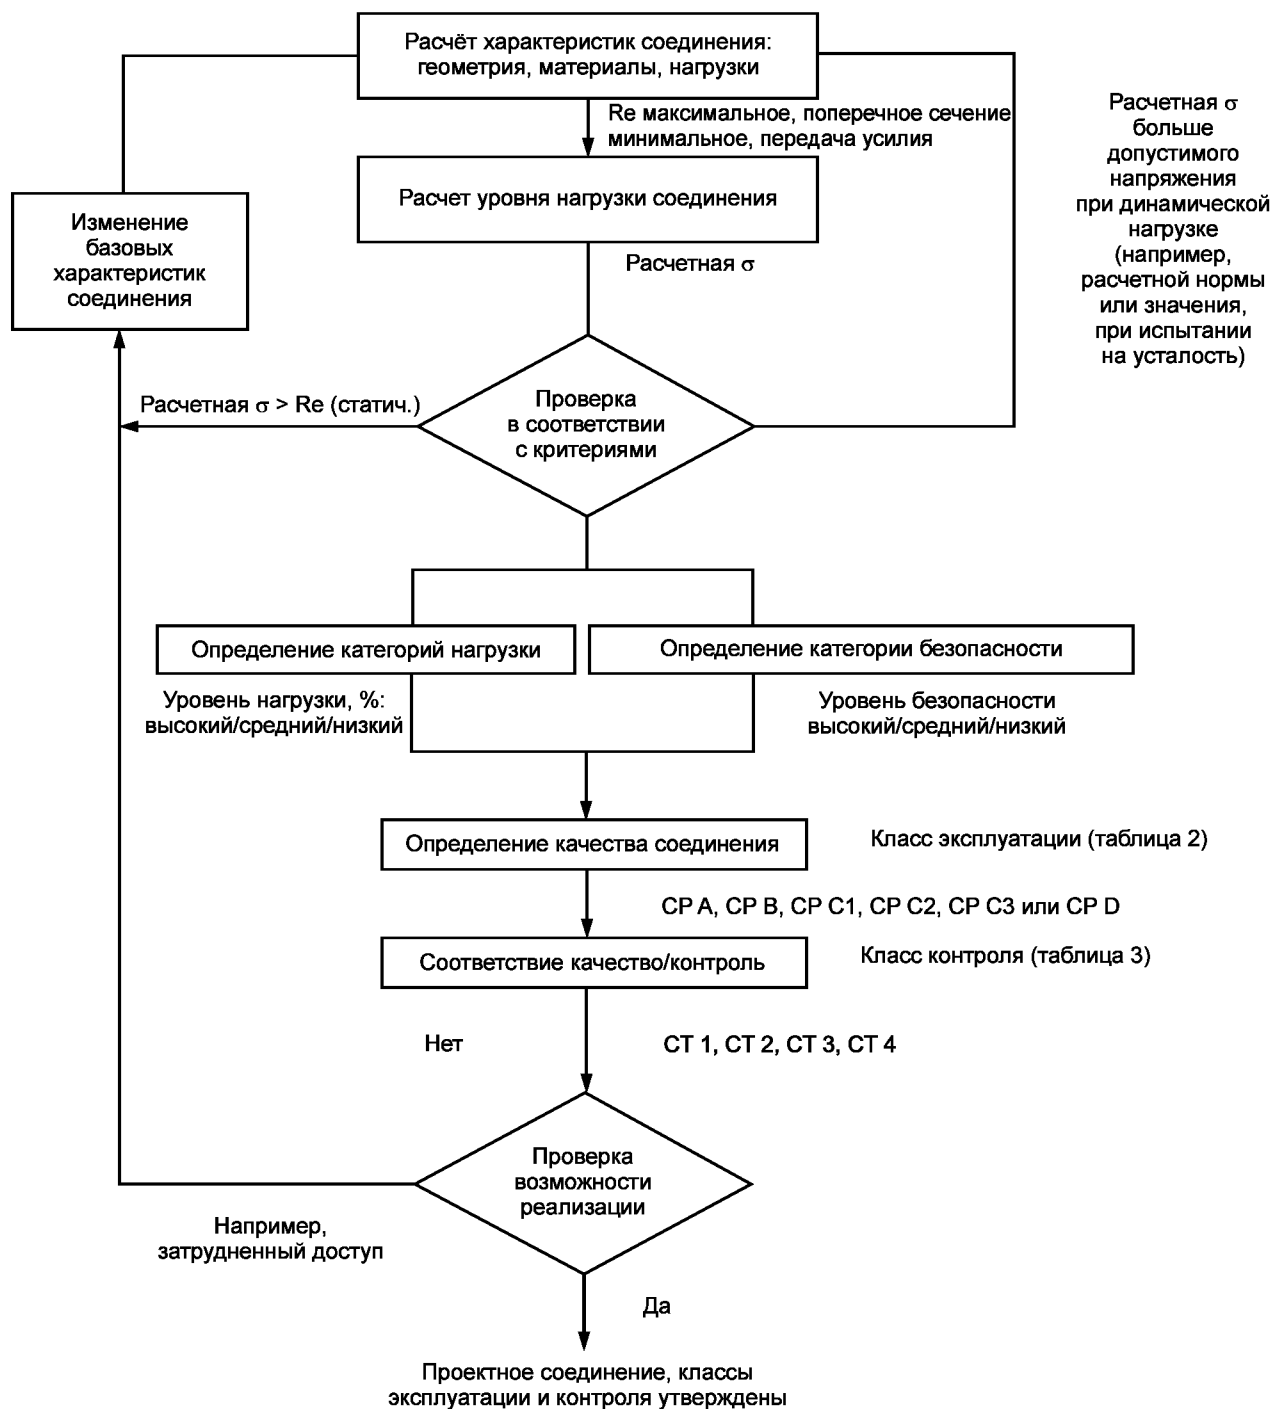 Расчёт характеристик соединения:
геометрия, материалы, нагрузки
Re максимальное, поперечное сечение
минимальное, передача усилия
Расчетная σ
больше
допустимого
напряжения
при динамической
нагрузке
(например,
расчетной нормы
или значения,
при испытании
на усталость)
Расчет уровня нагрузки соединения
Изменение
базовых
характеристик
соединения
Расчетная σ
Расчетная σ > Re (статич.)
Проверка
в соответствии
с критериями
Определение категорий нагрузки
Определение категории безопасности
Уровень нагрузки, %:
высокий/средний/низкий
Уровень безопасности
высокий/средний/низкий
Определение качества соединения
Класс эксплуатации (таблица 2)
CP A, CP B, CP C1, CP C2, CP C3 или CP D
Соответствие качество/контроль
Класс контроля (таблица 3)
Нет
CT 1, CT 2, CT 3, CT 4
Проверка
возможности
реализации
Например,
затрудненный доступ
Да
Проектное соединение, классы
эксплуатации и контроля утверждены